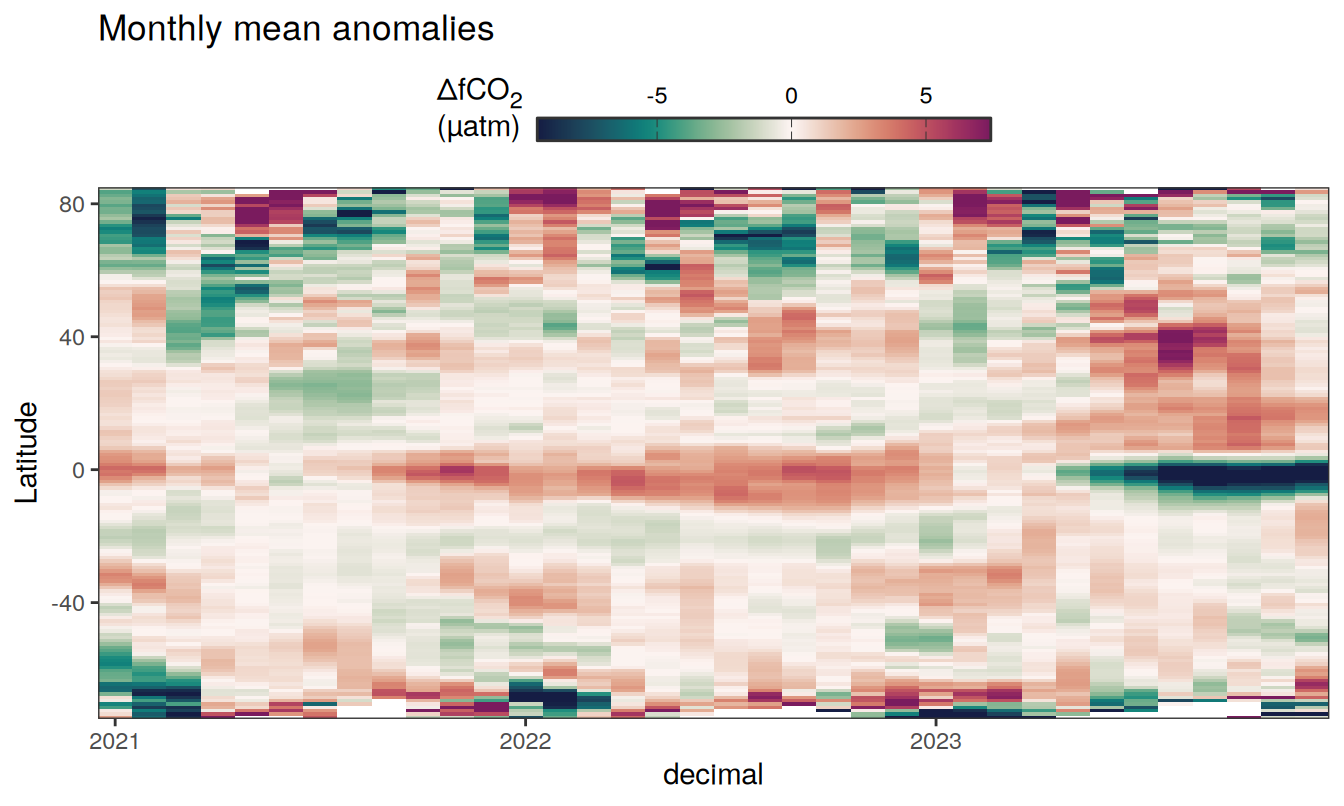 Monthly mean anomalies
ΔfCO₂
(µatm)
-5 0 5
80
40
0
-40
Latitude
2021 2022 2023
decimal